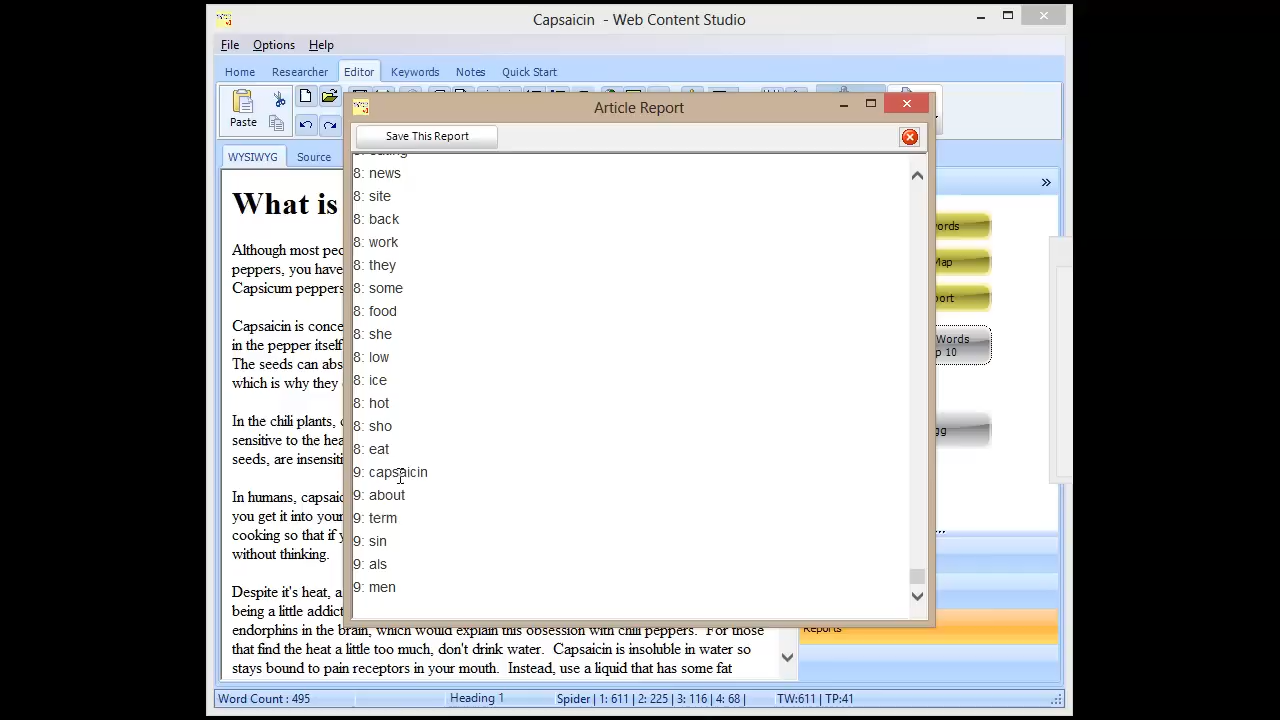 Capsaicin - Web Content Studio
File Options Help
Home Researcher Editor Keywords Notes Quick Start
Paste
Article Report
Save This Report
WYSIWYG Source
8: eating
8: news
8: site
8: back
8: work
8: they
8: some
8: food
8: she
8: low
8: ice
8: hot
8: sho
8: eat
9: capsaicin
9: about
9: term
9: sin
9: als
9: men
What is
Although most
peppers, you have
Capsicum peppers
Capsaicin is
in the pepper itself
The seeds can
which is why they
In the chili plants,
sensitive to the
seeds, are
In humans,
you get it into your
cooking so that if
without thinking.
Despite it's heat, a
being a little
endorphins in the brain, which would explain this obsession with chili peppers. For those
that find the heat a little too much, don't drink water. Capsaicin is insoluble in water so
stays bound to pain receptors in your mouth. Instead, use a liquid that has some fat
Map
Words
10
Reports
Word Count : 495 Heading 1 Spider | 1: 611 | 2: 225 | 3: 116 | 4: 68 | TW:611 | TP:41